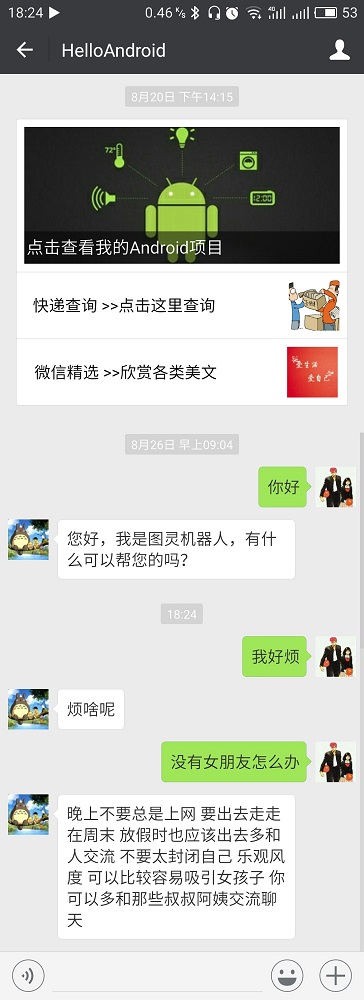 18:24 0.46 K/s 4G 53
HelloAndroid
8月20日 下午14:15
72°
12:00
点击查看我的Android项目
快递查询 >>点击这里查询
微信精选 >>欣赏各类美文
爱生活
爱自己
8月26日 早上09:04
你好
您好，我是图灵机器人，有什
么可以帮您的吗？
18:24
我好烦
烦啥呢
没有女朋友怎么办
晚上不要总是上网 要出去走走
在周末 放假时也应该出去多和
人交流 不要太封闭自己 乐观风
度 可以比较容易吸引女孩子 你
可以多和那些叔叔阿姨交流聊
天